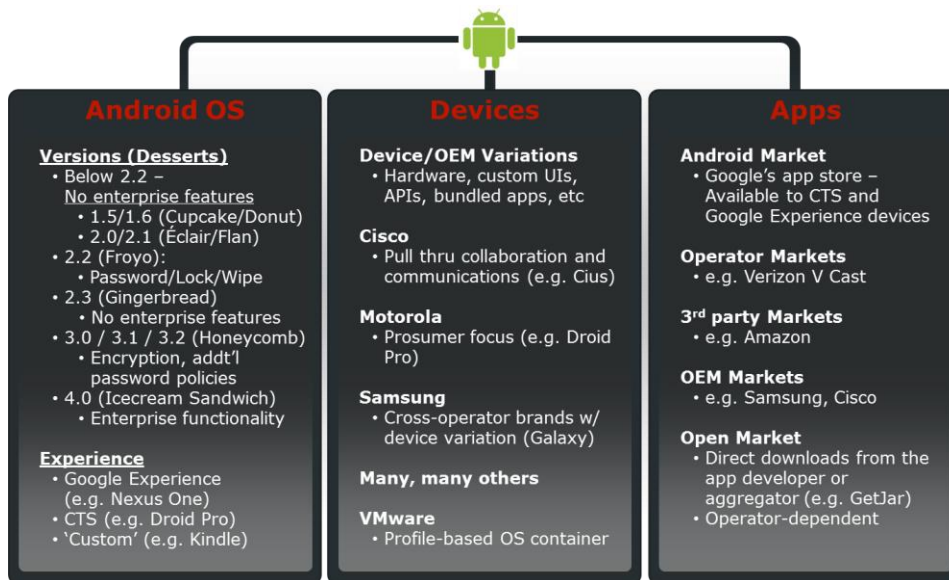 Android OS
Versions (Desserts)
• Below 2.2 –
No enterprise features
• 1.5/1.6 (Cupcake/Donut)
• 2.0/2.1 (Éclair/Flan)
• 2.2 (Froyo):
• Password/Lock/Wipe
• 2.3 (Gingerbread)
• No enterprise features
• 3.0 / 3.1 / 3.2 (Honeycomb)
• Encryption, addt'l
password policies
• 4.0 (Icecream Sandwich)
• Enterprise functionality
Experience
• Google Experience
(e.g. Nexus One)
• CTS (e.g. Droid Pro)
• ‘Custom’ (e.g. Kindle)
Devices
Device/OEM Variations
• Hardware, custom UIs,
APIs, bundled apps, etc
Cisco
• Pull thru collaboration and
communications (e.g. Cius)
Motorola
• Prosumer focus (e.g. Droid
Pro)
Samsung
• Cross-operator brands w/
device variation (Galaxy)
Many, many others
VMware
• Profile-based OS container
Apps
Android Market
• Google’s app store –
Available to CTS and
Google Experience devices
Operator Markets
• e.g. Verizon V Cast
3rd party Markets
• e.g. Amazon
OEM Markets
• e.g. Samsung, Cisco
Open Market
• Direct downloads from the
app developer or
aggregator (e.g. GetJar)
• Operator-dependent